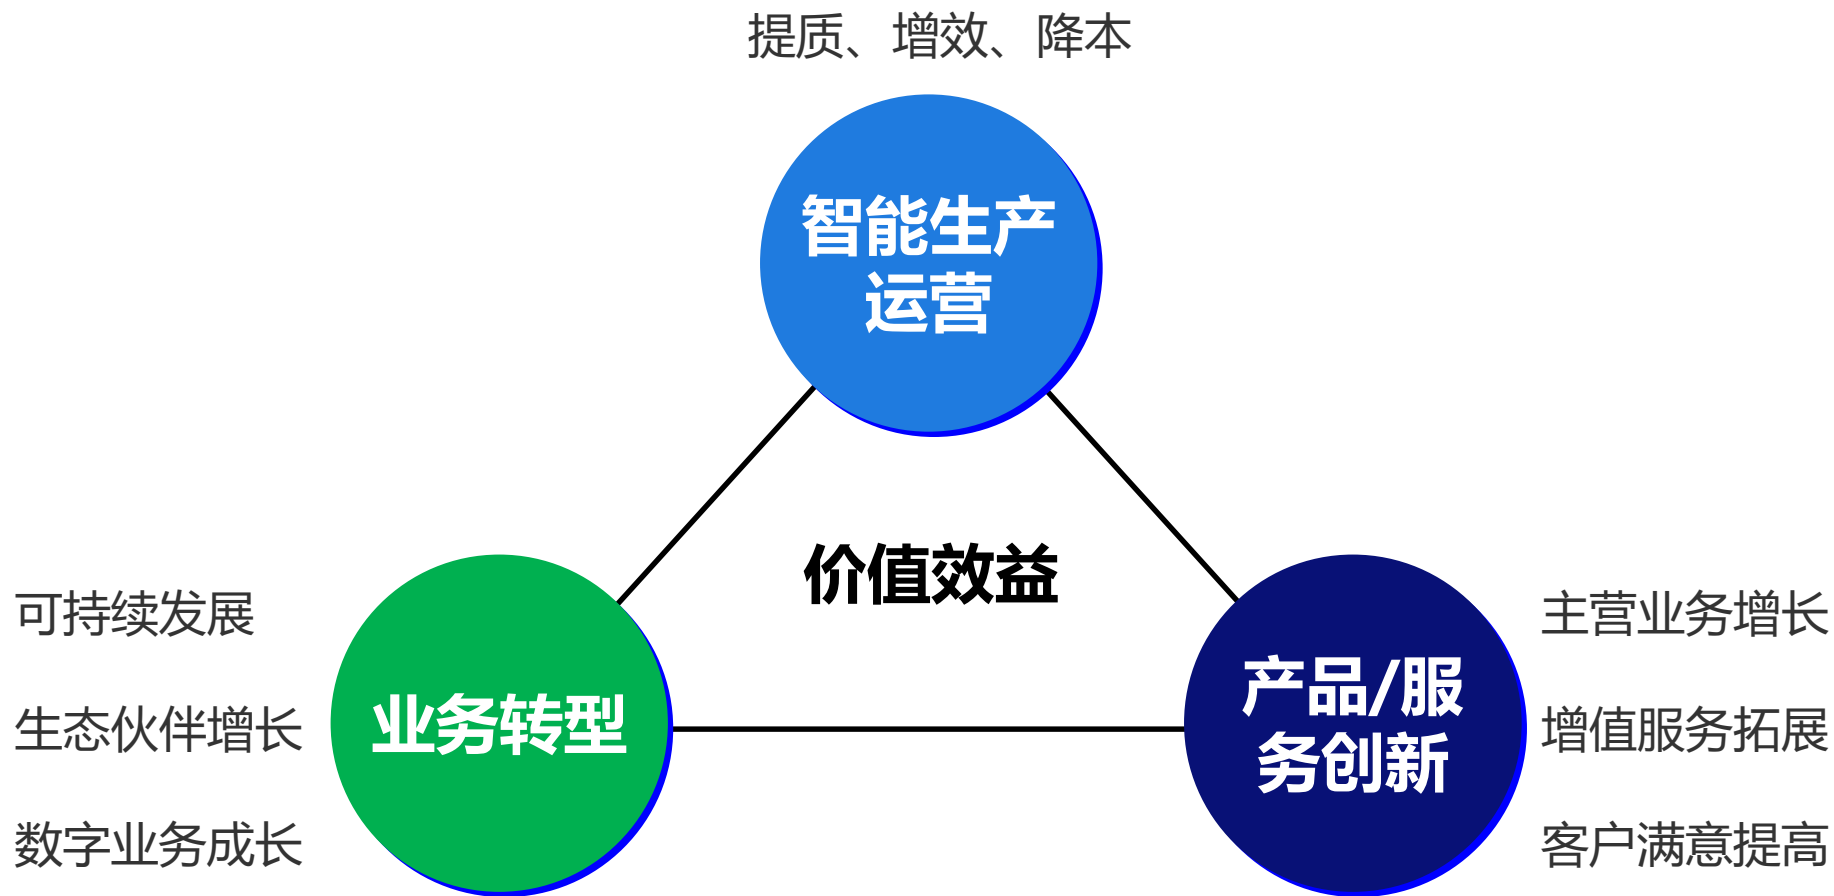 提质、增效、降本
智能生产
运营
价值效益
可持续发展
生态伙伴增长
数字业务成长
业务转型
产品/服
务创新
主营业务增长
增值服务拓展
客户满意提高